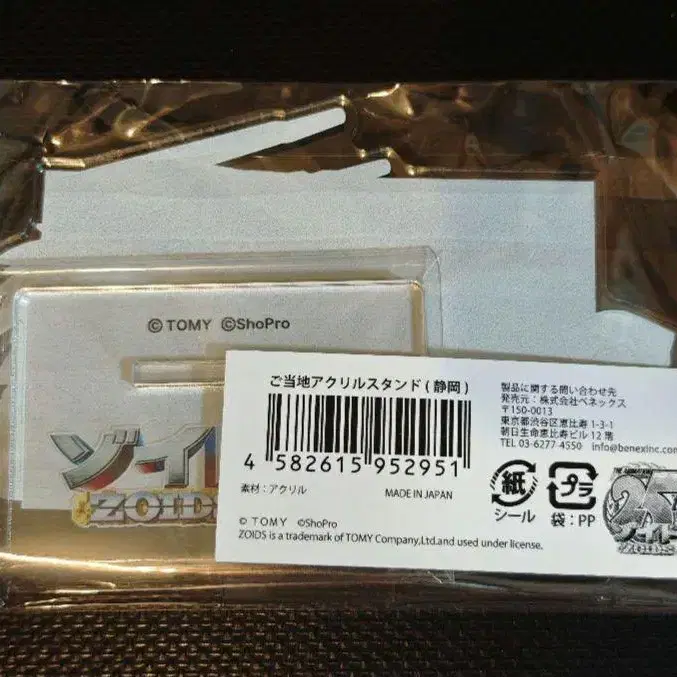 © TOMY ©ShoPro
ZOIDS
ご当地アクリルスタンド(静岡)
4 582615 952951
素材:アクリル MADE IN JAPAN
© TOMY ©ShoPro
ZOIDS is a trademark of TOMY Company,Ltd.and used under license.
製品に関する問い合わせ先
発売元:株式会社ベネックス
〒150-0013
東京都渋谷区恵比寿 1-3-1
朝日生命恵比寿ビル 12 階
TEL 03-6277-4550 info@benexinc.com
紙
シール
プラ
袋:PP
ゾイド
ZOIDS